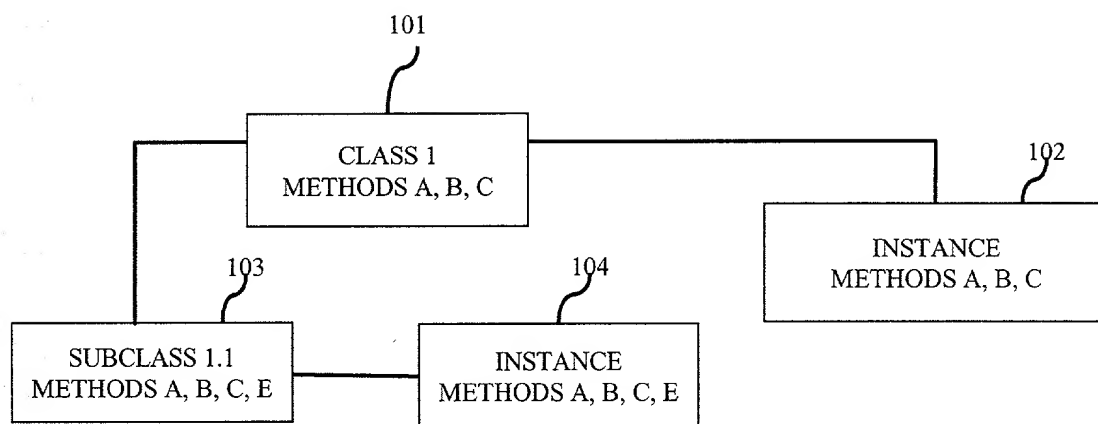 101
CLASS 1
METHODS A, B, C
102
INSTANCE
METHODS A, B, C
103
SUBCLASS 1.1
METHODS A, B, C, E
104
INSTANCE
METHODS A, B, C, E